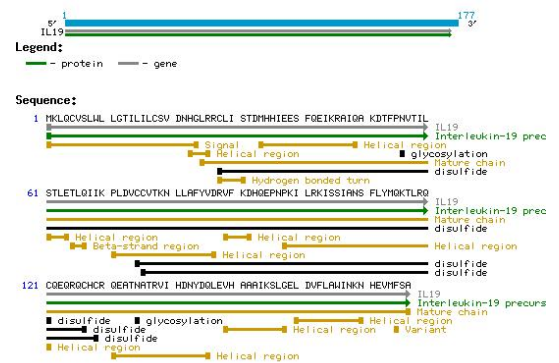 1 177
5' 3'
IL19
Legend:
- protein - gene
Sequence:
1 MKLQCVSLWL LGTILILCSV DNHGLRRCLI STDMHHIEES FQEIKRAIQA KDTFPNVTIL
IL19
Interleukin-19 prec
Signal Helical region
Helical region glycosylation
Mature chain
disulfide
Hydrogen bonded turn
61 STLETLQIIK PLDVCCVTKN LLAFYVDRVF KDHQEPNPKI LRKISSIANS FLYMQKTLRQ
IL19
Interleukin-19 prec
Mature chain
disulfide
Helical region
Beta-strand region Helical region
Helical region
disulfide
disulfide
121 CQEQRQCHCR QEATNATRVI HDNYDQLEVH AAAIKSLGEL DVFLAWINKN HEVMFSA
IL19
Interleukin-19 precurs
Mature chain
disulfide glycosylation Helical region
disulfide Helical region Variant
disulfide
Helical region
Helical region